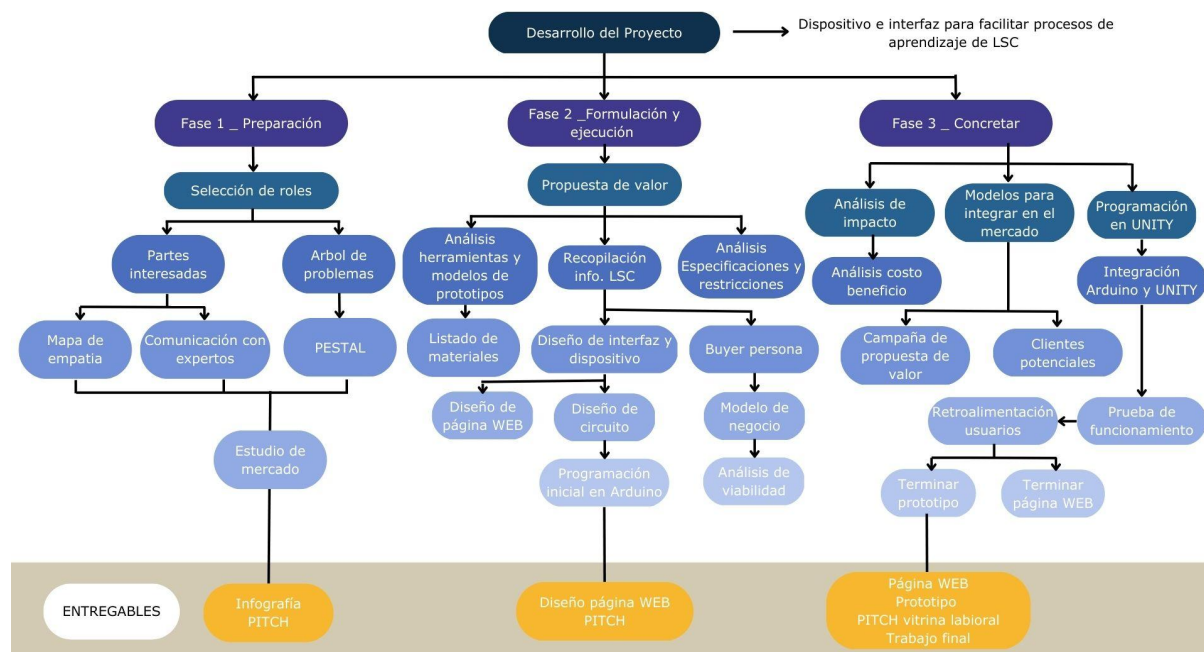 Desarrollo del Proyecto
Dispositivo e interfaz para facilitar procesos de
aprendizaje de LSC
Fase 1 _ Preparación
Fase 2 _Formulación y
ejecución
Fase 3 _ Concretar
Selección de roles
Propuesta de valor
Análisis de
impacto
Modelos para
integrar en el
mercado
Programación
en UNITY
Partes
interesadas
Arbol de
problemas
Análisis
herramientas y
modelos de
prototipos
Recopilación
info. LSC
Análisis
Especificaciones y
restricciones
Análisis costo
beneficio
Integración
Arduino y UNITY
Mapa de
empatia
Comunicación con
expertos
PESTAL
Listado de
materiales
Diseño de interfaz y
dispositivo
Buyer persona
Campaña de
propuesta de
valor
Clientes
potenciales
Diseño de
página WEB
Diseño de
circuito
Modelo de
negocio
Retroalimentación
usuarios
Prueba de
funcionamiento
Estudio de
mercado
Programación
inicial en Arduino
Análisis de
viabilidad
Terminar
prototipo
Terminar
página WEB
ENTREGABLES
Infografía
PITCH
Diseño página WEB
PITCH
Página WEB
Prototipo
PITCH vitrina labioral
Trabajo final